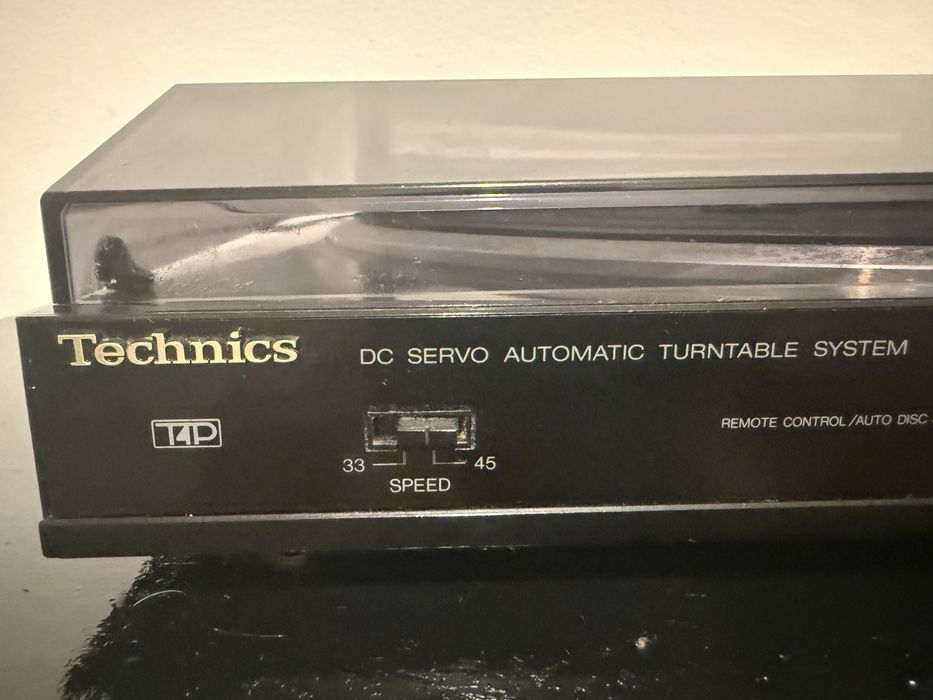 Technics DC SERVO AUTOMATIC TURNTABLE SYSTEM
T4P
REMOTE CONTROL/AUTO DISC
33 45
SPEED